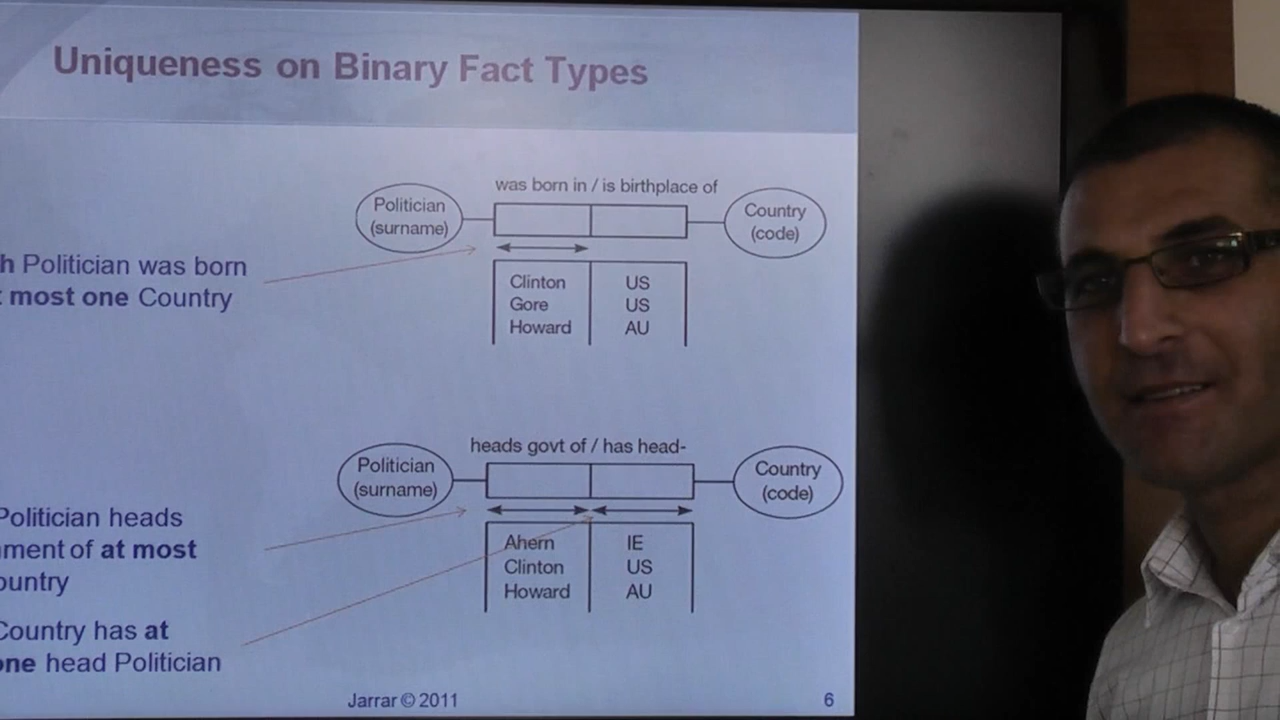 Uniqueness on Binary Fact Types
was born in / is birthplace of
Politician
(surname)
Country
(code)
h Politician was born
most one Country
Clinton US
Gore US
Howard AU
heads govt of / has head-
Politician
(surname)
Country
(code)
Politician heads
ment of at most
ountry
Country has at
one head Politician
Ahern IE
Clinton US
Howard AU
Jarrar © 2011
6